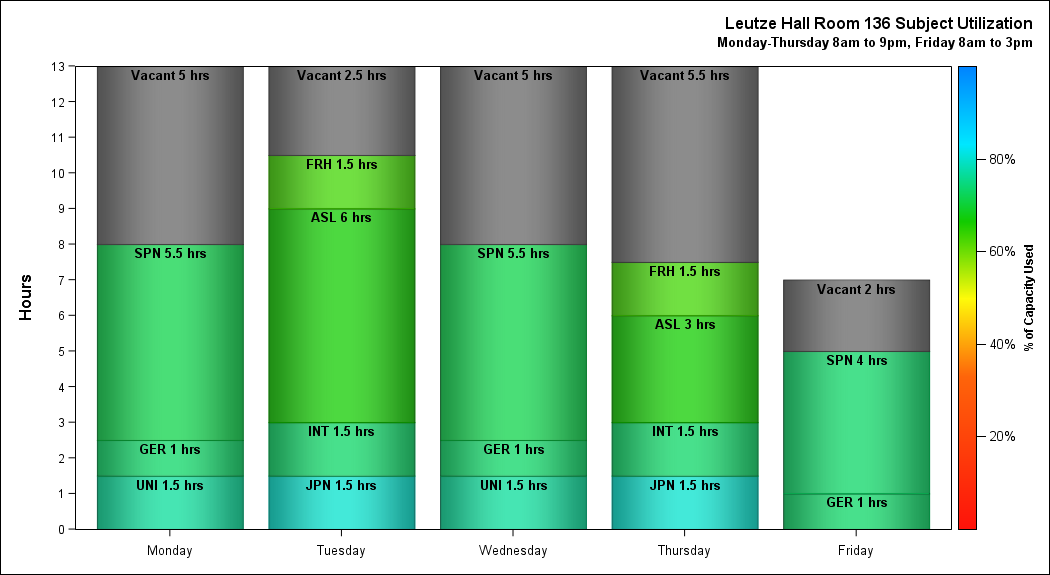 Leutze Hall Room 136 Subject Utilization
Monday-Thursday 8am to 9pm, Friday 8am to 3pm
Hours
13
12
11
10
9
8
7
6
5
4
3
2
1
0
Vacant 5 hrs
SPN 5.5 hrs
GER 1 hrs
UNI 1.5 hrs
Vacant 2.5 hrs
FRH 1.5 hrs
ASL 6 hrs
INT 1.5 hrs
JPN 1.5 hrs
Vacant 5 hrs
SPN 5.5 hrs
GER 1 hrs
UNI 1.5 hrs
Vacant 5.5 hrs
FRH 1.5 hrs
ASL 3 hrs
INT 1.5 hrs
JPN 1.5 hrs
Vacant 2 hrs
SPN 4 hrs
GER 1 hrs
Monday
Tuesday
Wednesday
Thursday
Friday
80%
60%
40%
20%
% of Capacity Used